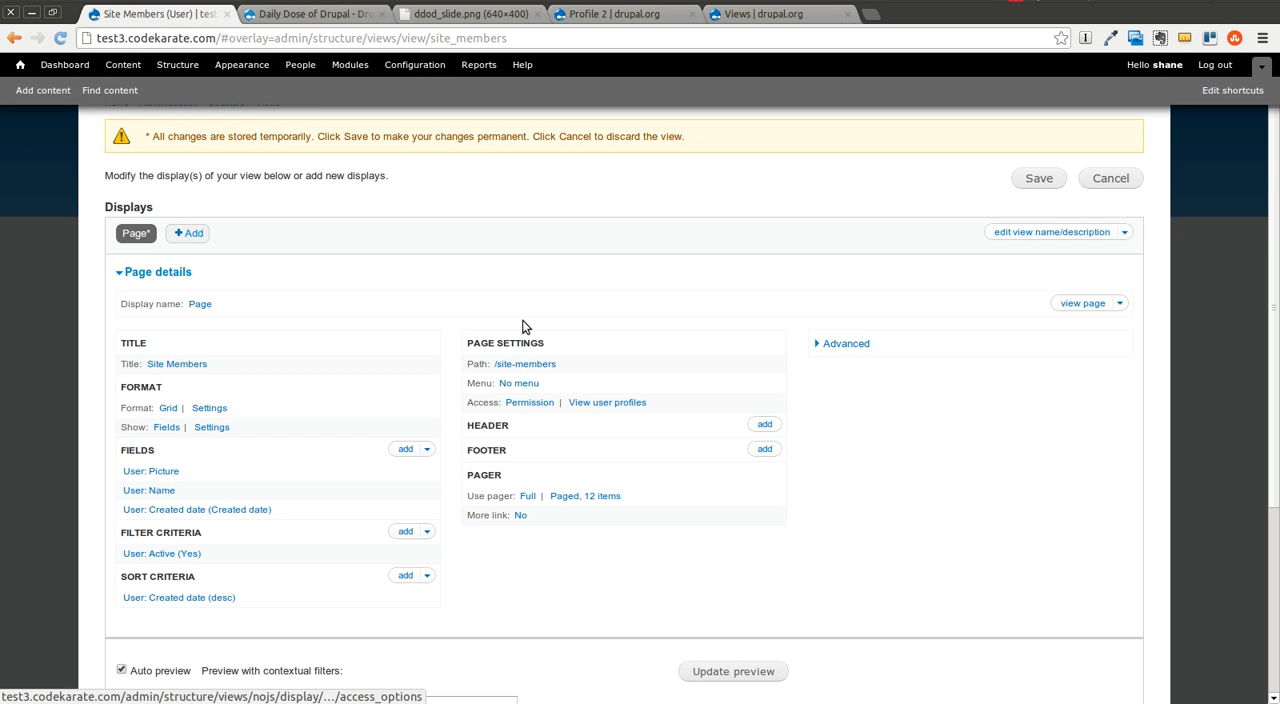 Site Members (User) | test
Daily Dose of Drupal - Dru
ddod_slide.png (640×400)
Profile 2 | drupal.org
Views | drupal.org
test3.codekarate.com/#overlay=admin/structure/views/view/site_members
Dashboard Content Structure Appearance People Modules Configuration Reports Help Hello shane Log out
Add content Find content Edit shortcuts
* All changes are stored temporarily. Click Save to make your changes permanent. Click Cancel to discard the view.
Modify the display(s) of your view below or add new displays.
Save Cancel
Displays
Page* + Add edit view name/description
Page details
Display name: Page view page
TITLE
Title: Site Members
FORMAT
Format: Grid | Settings
Show: Fields | Settings
FIELDS add
User: Picture
User: Name
User: Created date (Created date)
FILTER CRITERIA add
User: Active (Yes)
SORT CRITERIA add
User: Created date (desc)
PAGE SETTINGS
Path: /site-members
Menu: No menu
Access: Permission | View user profiles
HEADER add
FOOTER add
PAGER
Use pager: Full | Paged, 12 items
More link: No
Advanced
Auto preview Preview with contextual filters: Update preview
test3.codekarate.com/admin/structure/views/nojs/display/…/access_options